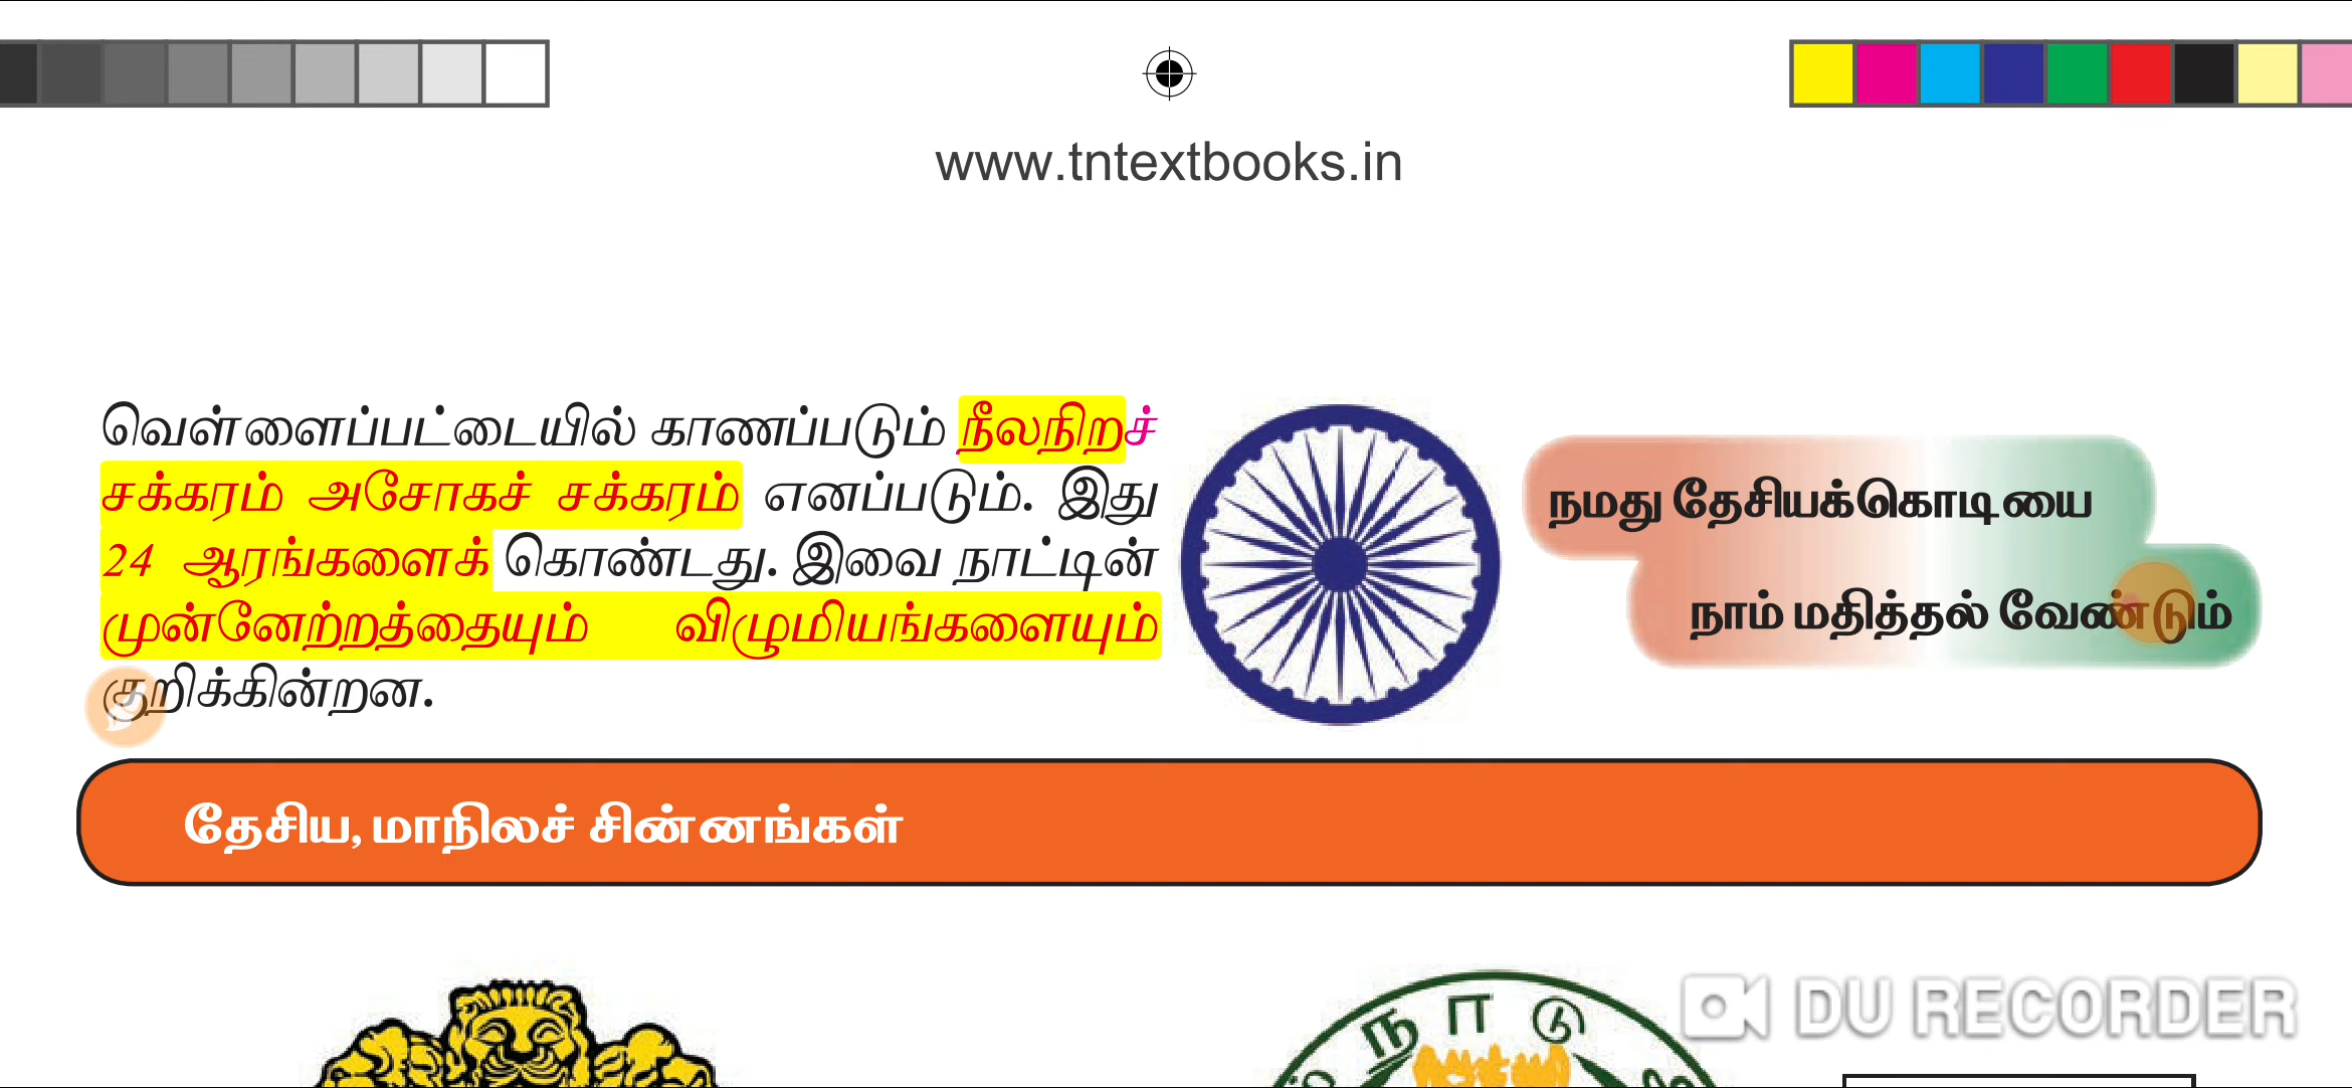 www.tntextbooks.in
வெள்ளைப்பட்டையில் காணப்படும் நீலநிறச்
சக்கரம் அசோகச் சக்கரம் எனப்படும். இது
24 ஆரங்களைக் கொண்டது. இவை நாட்டின்
முன்னேற்றத்தையும் விழுமியங்களையும்
குறிக்கின்றன.
நமது தேசியக்கொடியை
நாம் மதித்தல் வேண்டும்
தேசிய, மாநிலச் சின்னங்கள்
நாடு
DU RECORDER